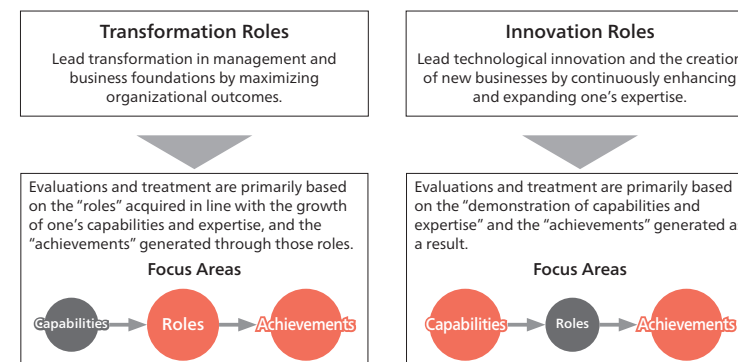 Transformation Roles
Lead transformation in management and
business foundations by maximizing
organizational outcomes.
Innovation Roles
Lead technological innovation and the creation
of new businesses by continuously enhancing
and expanding one's expertise.
Evaluations and treatment are primarily based
on the “roles” acquired in line with the growth
of one's capabilities and expertise, and the
“achievements” generated through those roles.
Focus Areas
Capabilities
Roles
Achievements
Evaluations and treatment are primarily based
on the “demonstration of capabilities and
expertise” and the “achievements” generated as
a result.
Focus Areas
Capabilities
Roles
Achievements